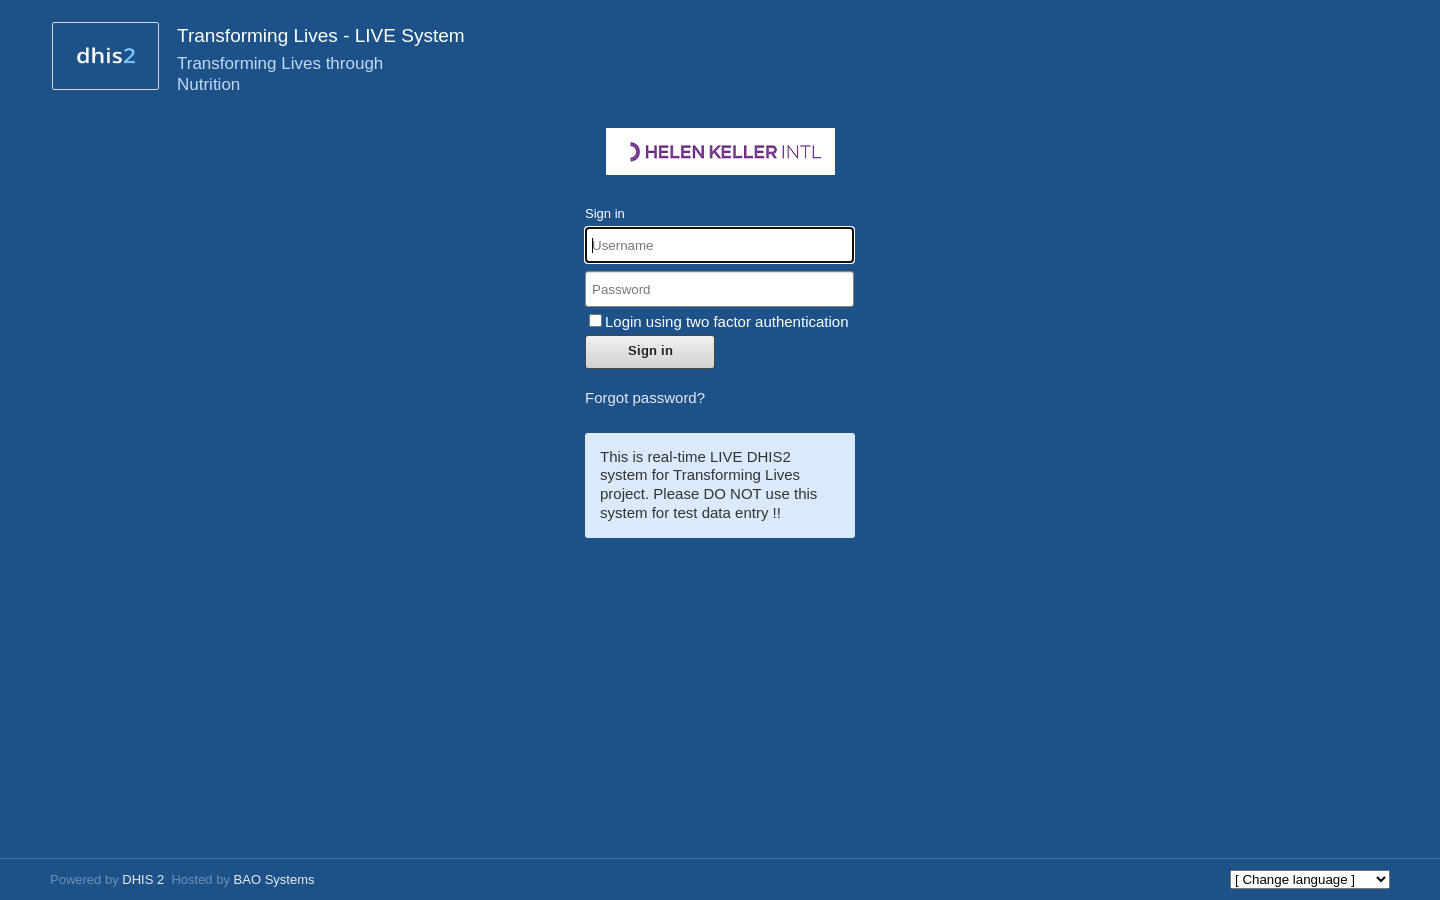 dhis2
Transforming Lives - LIVE System
Transforming Lives through
Nutrition
HELEN KELLER INTL
Sign in
Username
Password
Login using two factor authentication
Sign in
Forgot password?
This is real-time LIVE DHIS2
system for Transforming Lives
project. Please DO NOT use this
system for test data entry !!
Powered by DHIS 2 Hosted by BAO Systems
[ Change language ]